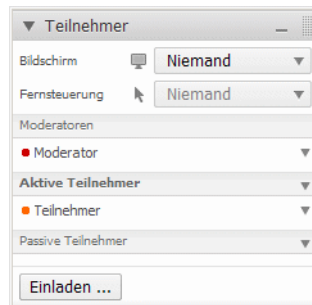 Teilnehmer
Bildschirm Niemand
Fernsteuerung Niemand
Moderatoren
Moderator
Aktive Teilnehmer
Teilnehmer
Passive Teilnehmer
Einladen ...